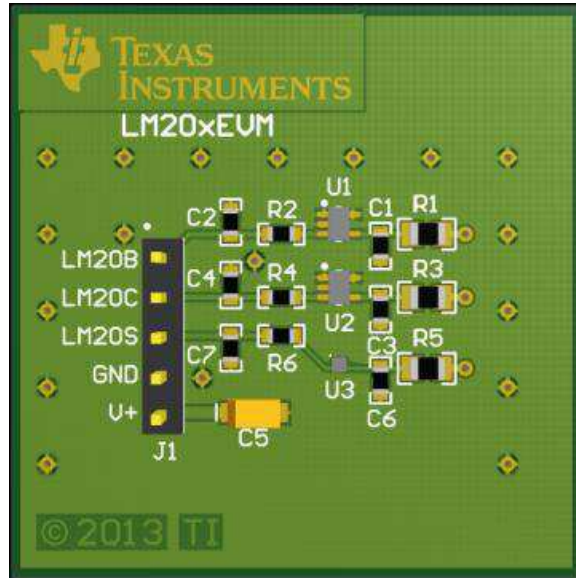 TEXAS
INSTRUMENTS
LM20xEVM
U1
C2 R2 C1 R1
LM20B
LM20C C4 R4 R3
LM20S U2
C7 R6 C3 R5
GND U3
V+ C5 C6
J1
© 2013 TI